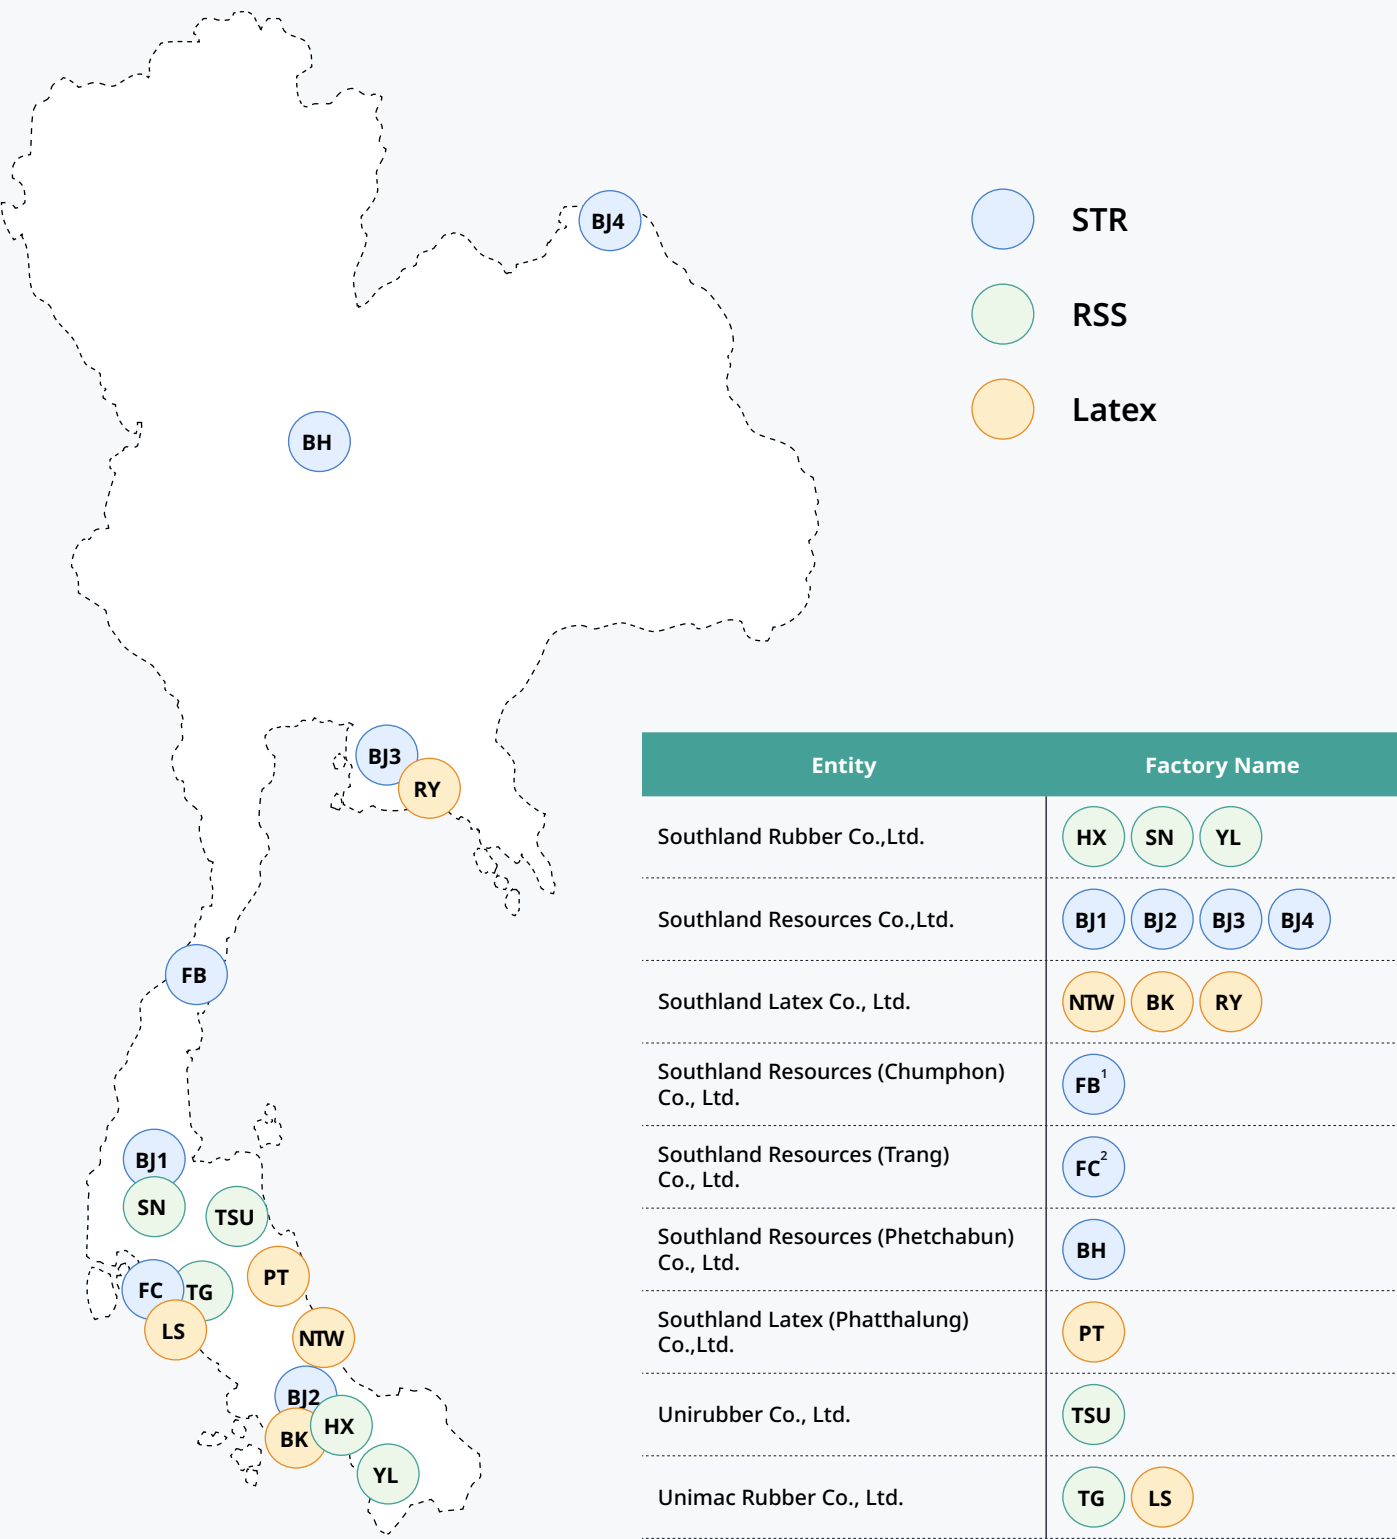 BJ4
STR
RSS
Latex
BH
BJ3
RY
FB
BJ1
SN
TSU
FC
TG
PT
LS
NTW
BJ2
HX
BK
YL
Entity Factory Name
Southland Rubber Co.,Ltd. HX SN YL
Southland Resources Co.,Ltd. BJ1 BJ2 BJ3 BJ4
Southland Latex Co., Ltd. NTW BK RY
Southland Resources (Chumphon)
Co., Ltd.
FB¹
Southland Resources (Trang)
Co., Ltd.
FC²
Southland Resources (Phetchabun)
Co., Ltd.
BH
Southland Latex (Phatthalung)
Co.,Ltd.
PT
Unirubber Co., Ltd. TSU
Unimac Rubber Co., Ltd. TG LS